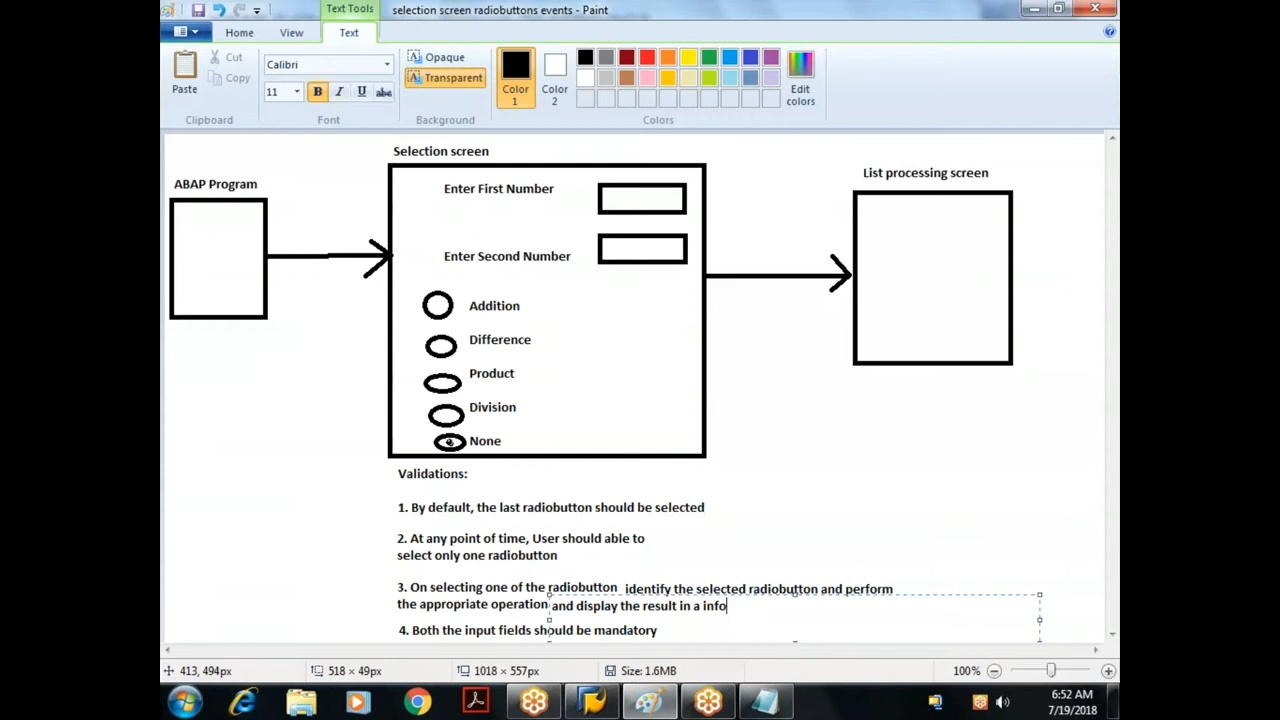 Text Tools
selection screen radiobuttons events - Paint
Home
View
Text
Paste
Cut
Copy
Clipboard
Calibri
11
B
I
U
abc
Font
A
Opaque
A
Transparent
Background
Color
1
Color
2
Edit
colors
Colors
Selection screen
ABAP Program
List processing screen
Enter First Number
Enter Second Number
Addition
Difference
Product
Division
None
Validations:
1. By default, the last radiobutton should be selected
2. At any point of time, User should able to
select only one radiobutton
3. On selecting one of the radiobutton identify the selected radiobutton and perform
the appropriate operation and display the result in a info
4. Both the input fields should be mandatory
413, 494px
518 × 49px
1018 × 557px
Size: 1.6MB
100%
6:52 AM
7/19/2018